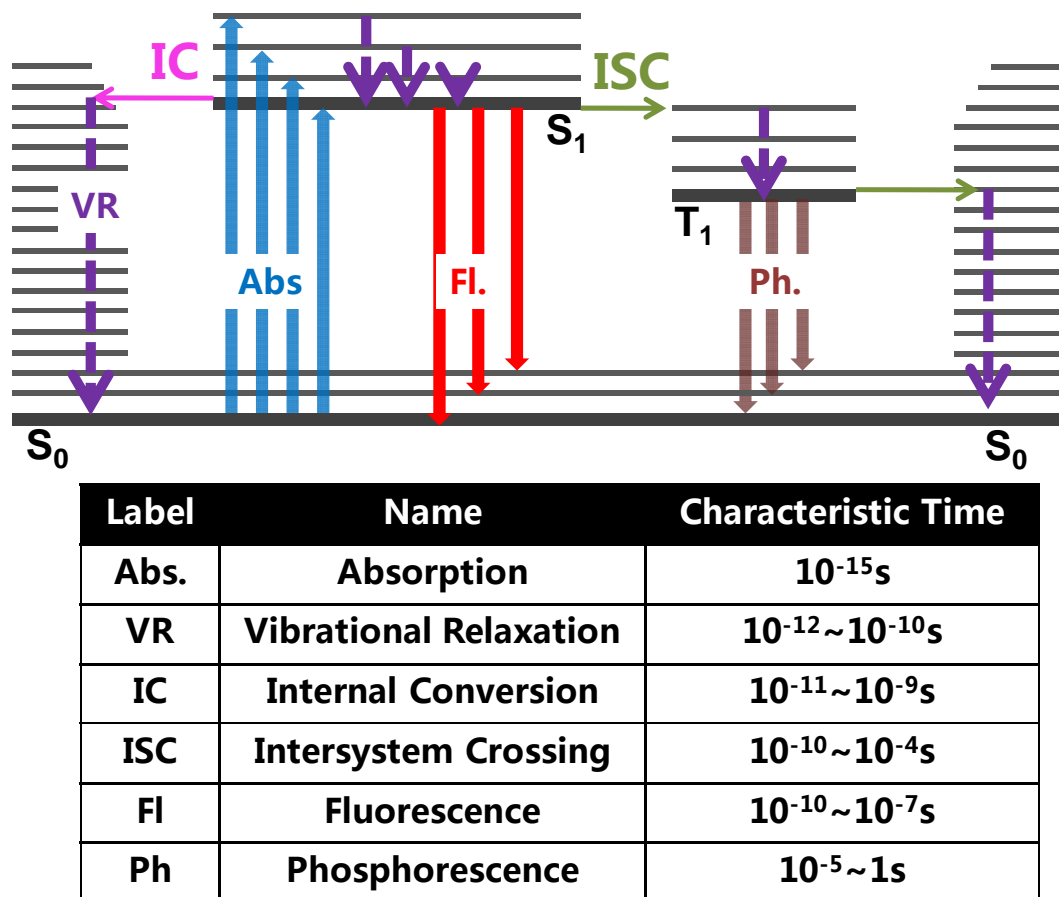 IC
ISC
S₁
VR
T₁
Abs
Fl.
Ph.
S₀
S₀
Label Name Characteristic Time
Abs. Absorption 10⁻¹⁵s
VR Vibrational Relaxation 10⁻¹²~10⁻¹⁰s
IC Internal Conversion 10⁻¹¹~10⁻⁹s
ISC Intersystem Crossing 10⁻¹⁰~10⁻⁴s
Fl Fluorescence 10⁻¹⁰~10⁻⁷s
Ph Phosphorescence 10⁻⁵~1s